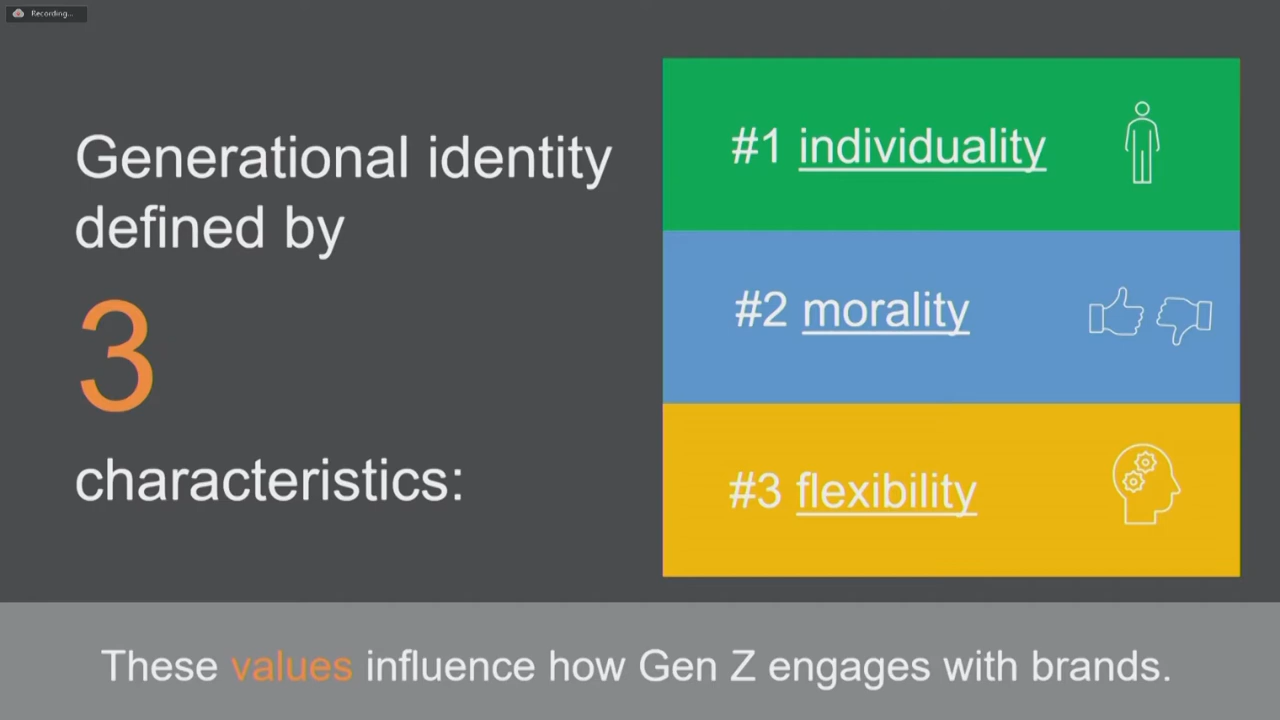 Recording...
Generational identity
defined by
3
characteristics:
#1 individuality
#2 morality
#3 flexibility
These values influence how Gen Z engages with brands.